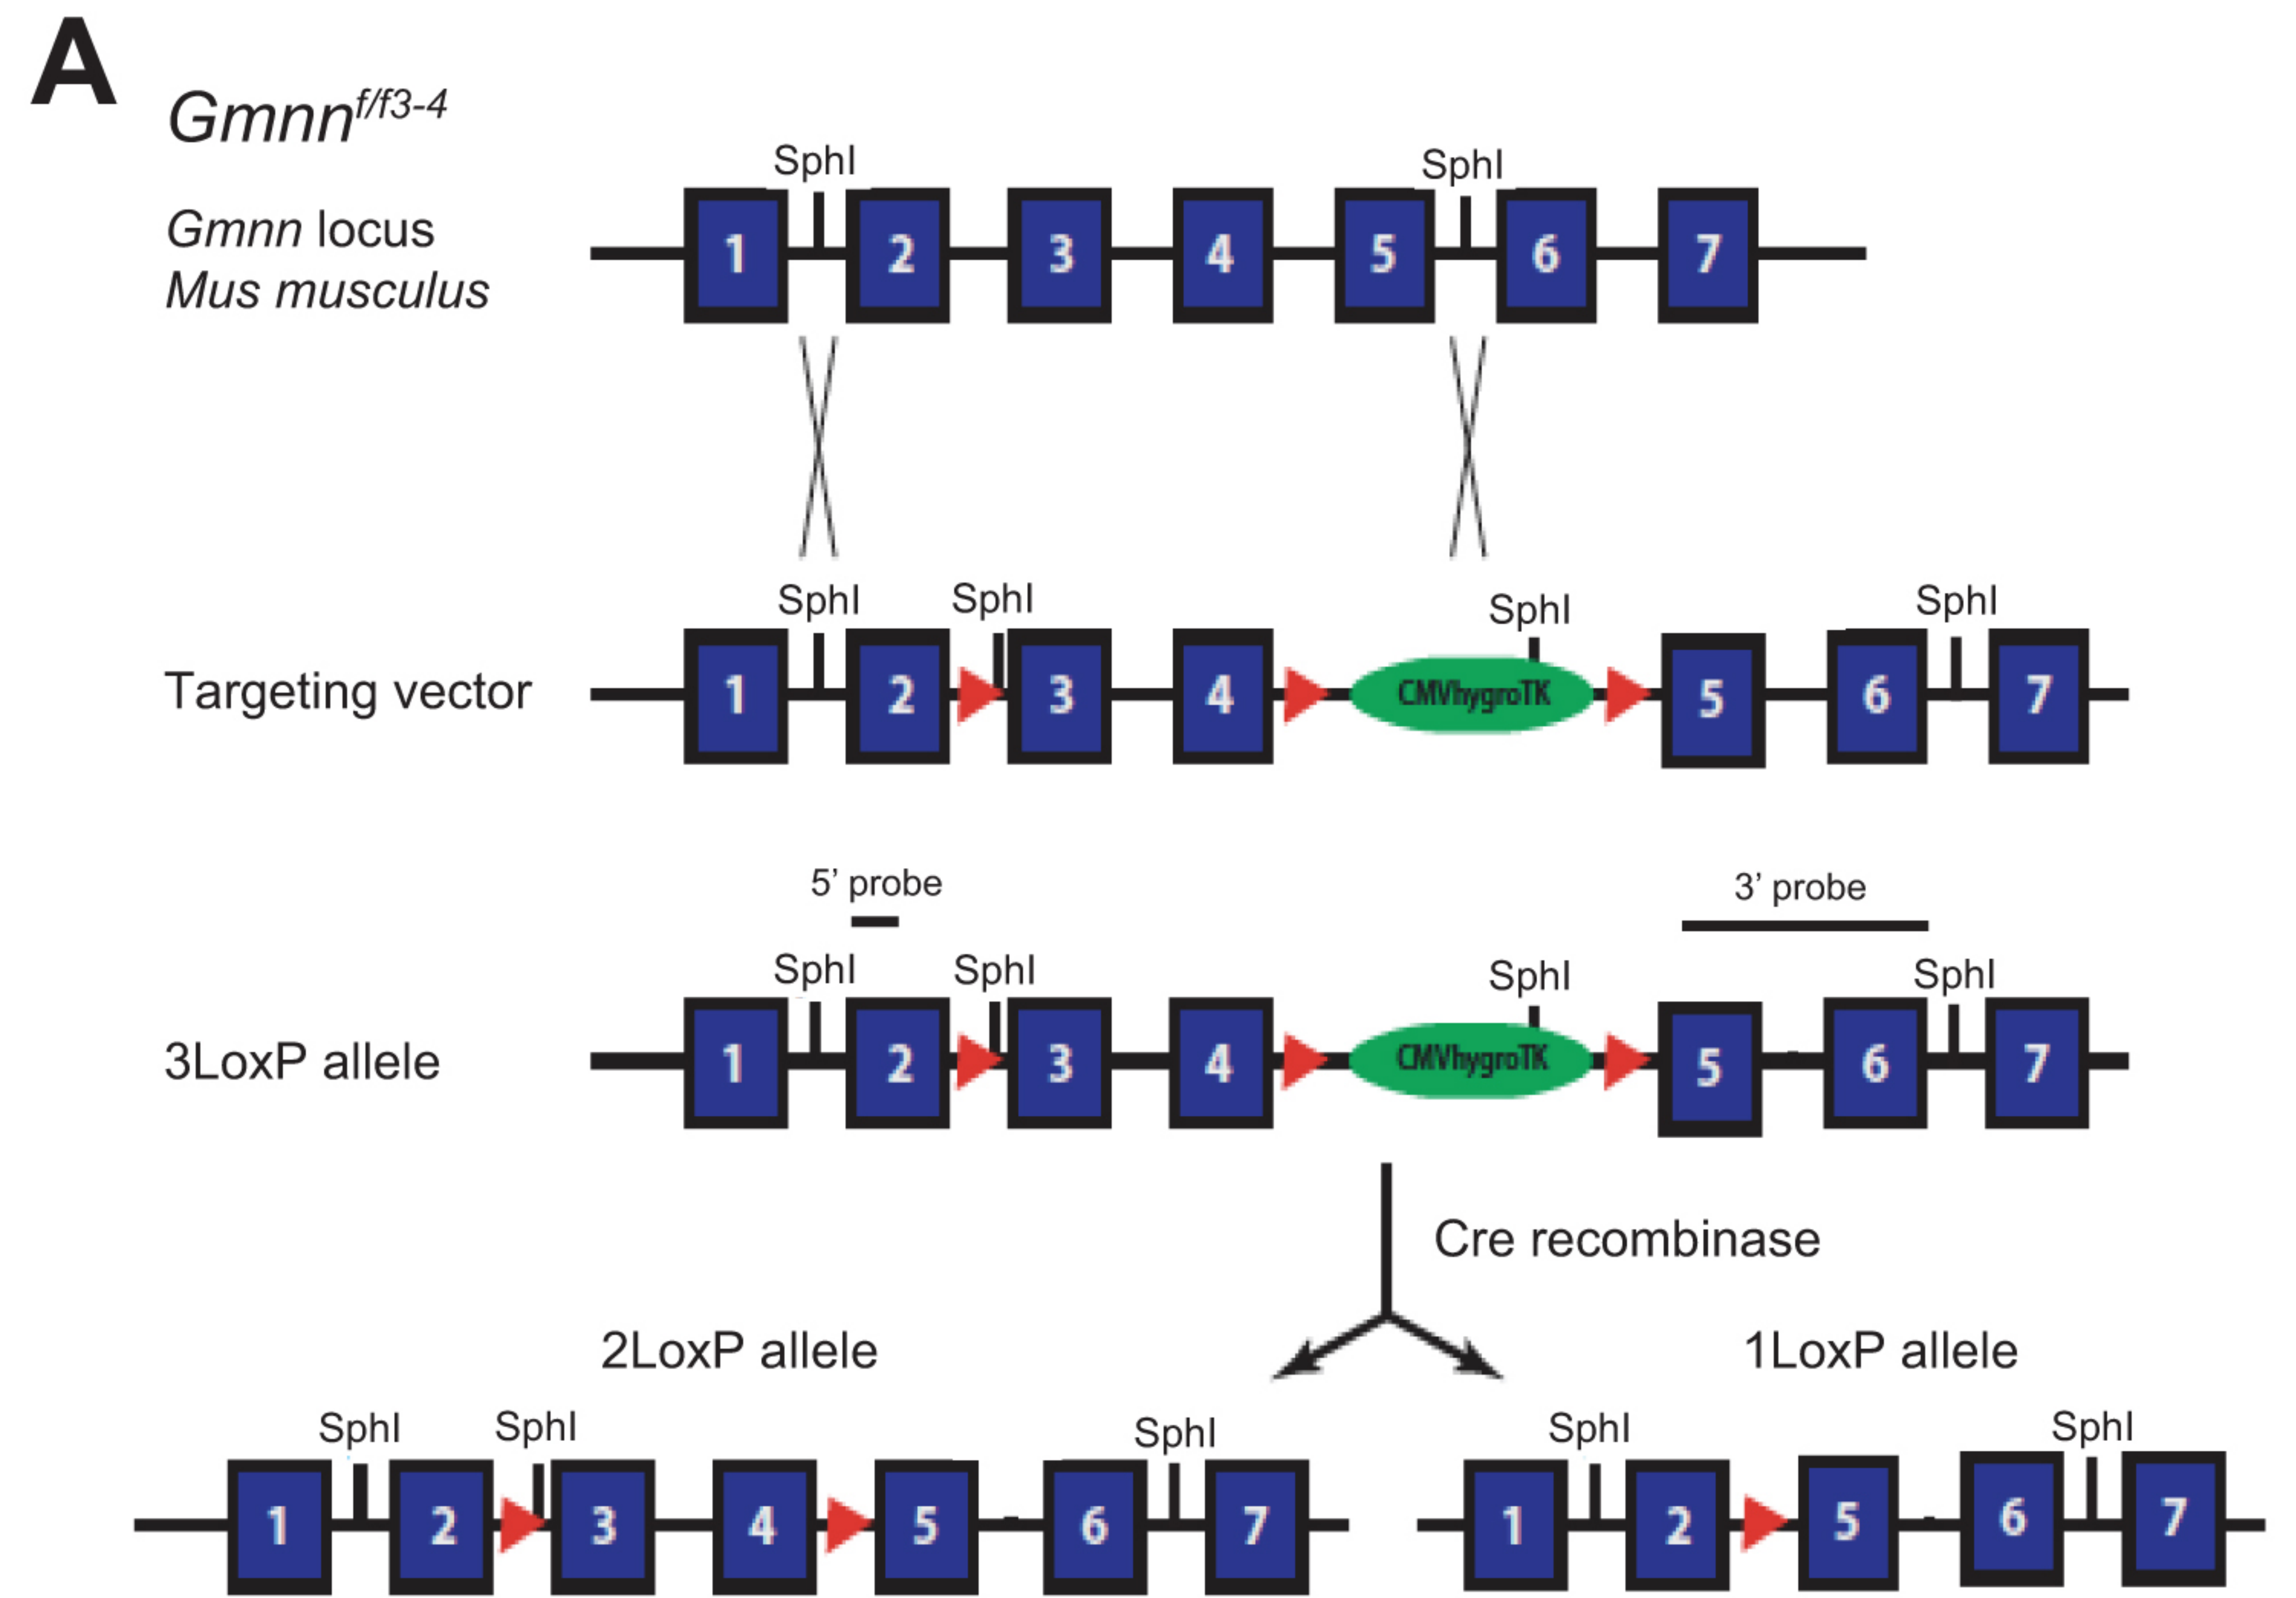 A
Gmnn^f/f3-4
SphI SphI
Gmnn locus
Mus musculus
1 2 3 4 5 6 7
SphI SphI SphI SphI
Targeting vector
1 2 3 4 CMVhygroTK 5 6 7
5’ probe 3’ probe
SphI SphI SphI SphI
3LoxP allele
1 2 3 4 CMVhygroTK 5 6 7
Cre recombinase
2LoxP allele 1LoxP allele
SphI SphI SphI SphI SphI
1 2 3 4 5 6 7 1 2 5 6 7